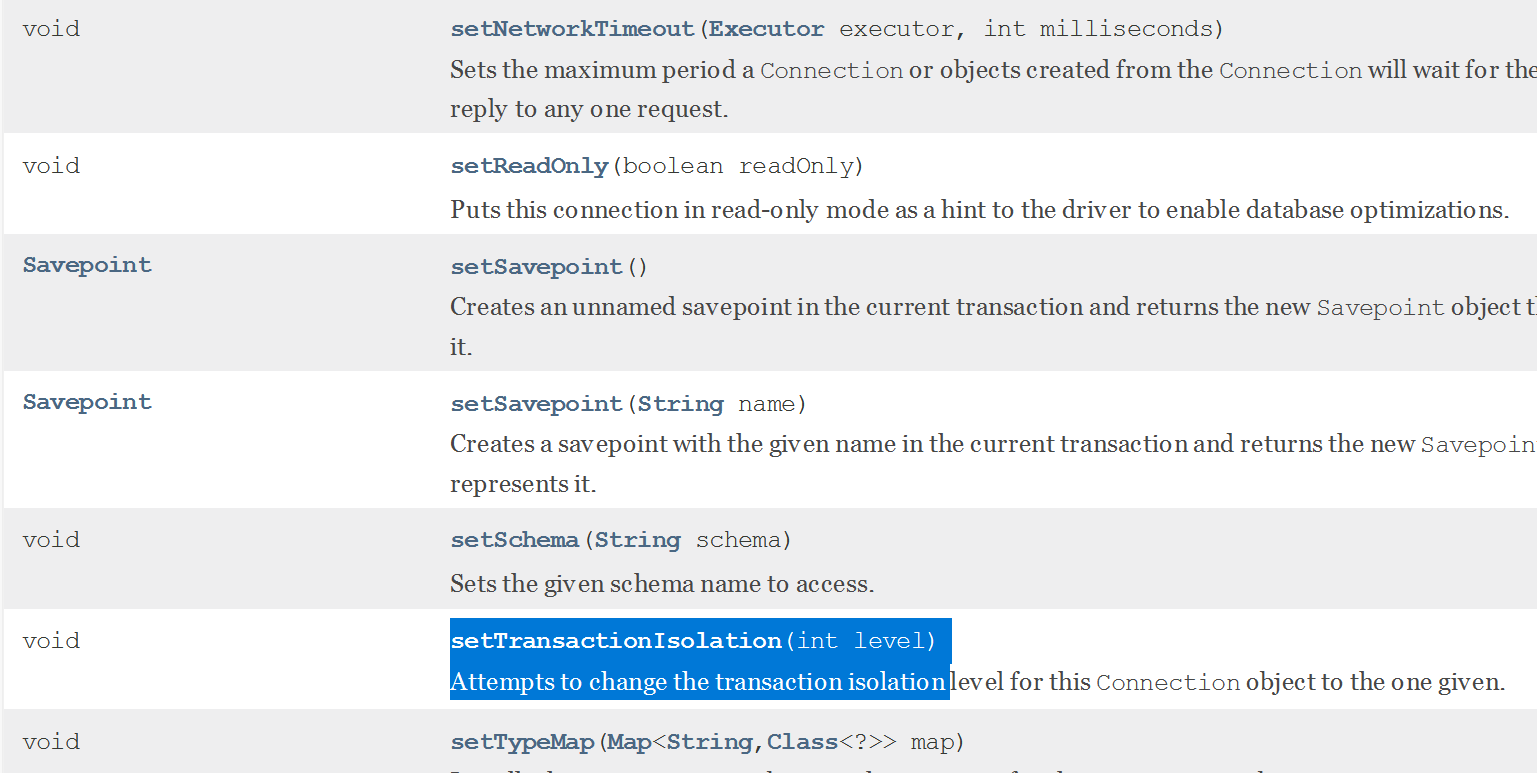 void setNetworkTimeout(Executor executor, int milliseconds)
Sets the maximum period a Connection or objects created from the Connection will wait for the
reply to any one request.
void setReadOnly(boolean readOnly)
Puts this connection in read-only mode as a hint to the driver to enable database optimizations.
Savepoint setSavepoint()
Creates an unnamed savepoint in the current transaction and returns the new Savepoint object
it.
Savepoint setSavepoint(String name)
Creates a savepoint with the given name in the current transaction and returns the new
represents it.
void setSchema(String schema)
Sets the given schema name to access.
void setTransactionIsolation(int level)
Attempts to change the transaction isolation level for this Connection object to the one given.
void setTypeMap(Map<String,Class<?>> map)